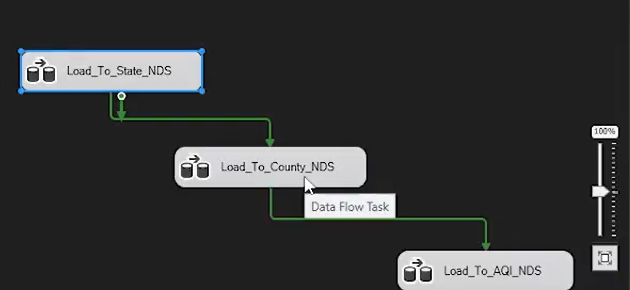 Load_To_State_NDS
100%
Load_To_County_NDS
Data Flow Task
Load_To_AQI_NDS